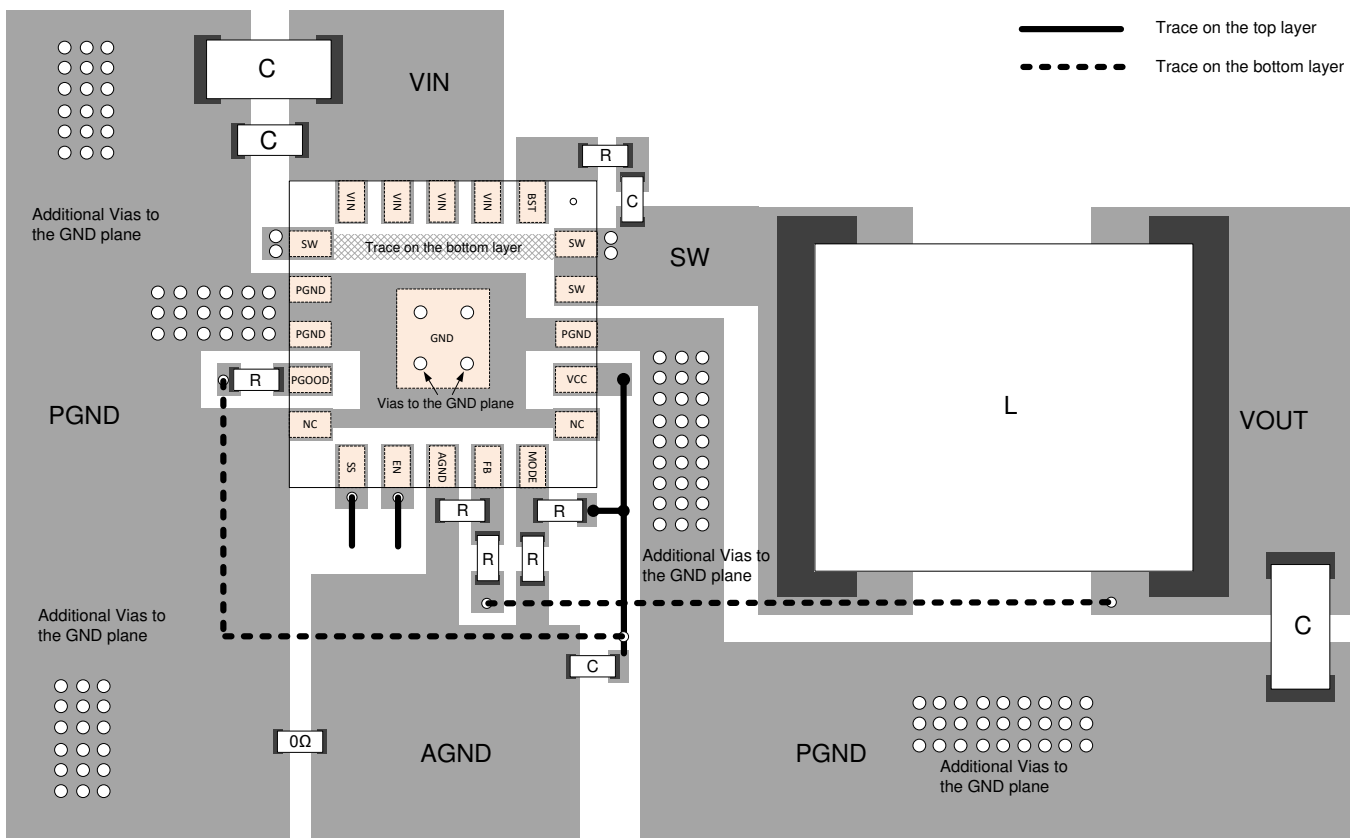 Trace on the top layer
Trace on the bottom layer
C
VIN
C
R
C
VIN
VIN
VIN
VIN
BST
Additional Vias to
the GND plane
SW
Trace on the bottom layer
SW
SW
PGND
SW
PGND
GND
PGND
R
PGOOD
VCC
Vias to the GND plane
PGND
NC
NC
L
VOUT
SS
EN
AGND
FB
MODE
R
R
R
R
Additional Vias to
the GND plane
Additional Vias to
the GND plane
C
C
0Ω
AGND
PGND
Additional Vias to
the GND plane